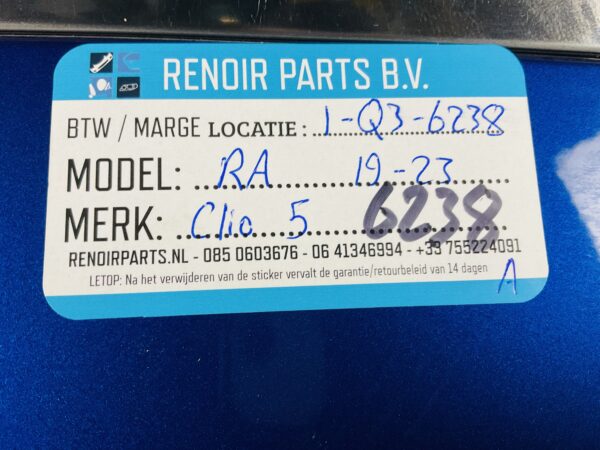 RENOIR PARTS B.V.
BTW / MARGE LOCATIE : 1-Q3-6238
MODEL: RA 19-23
MERK: Clio 5 6238
RENOIRPARTS.NL - 085 0603676 - 06 41346994 - +39 755224091
LETOP: Na het verwijderen van de sticker vervalt de garantie/retourbeleid van 14 dagen
A